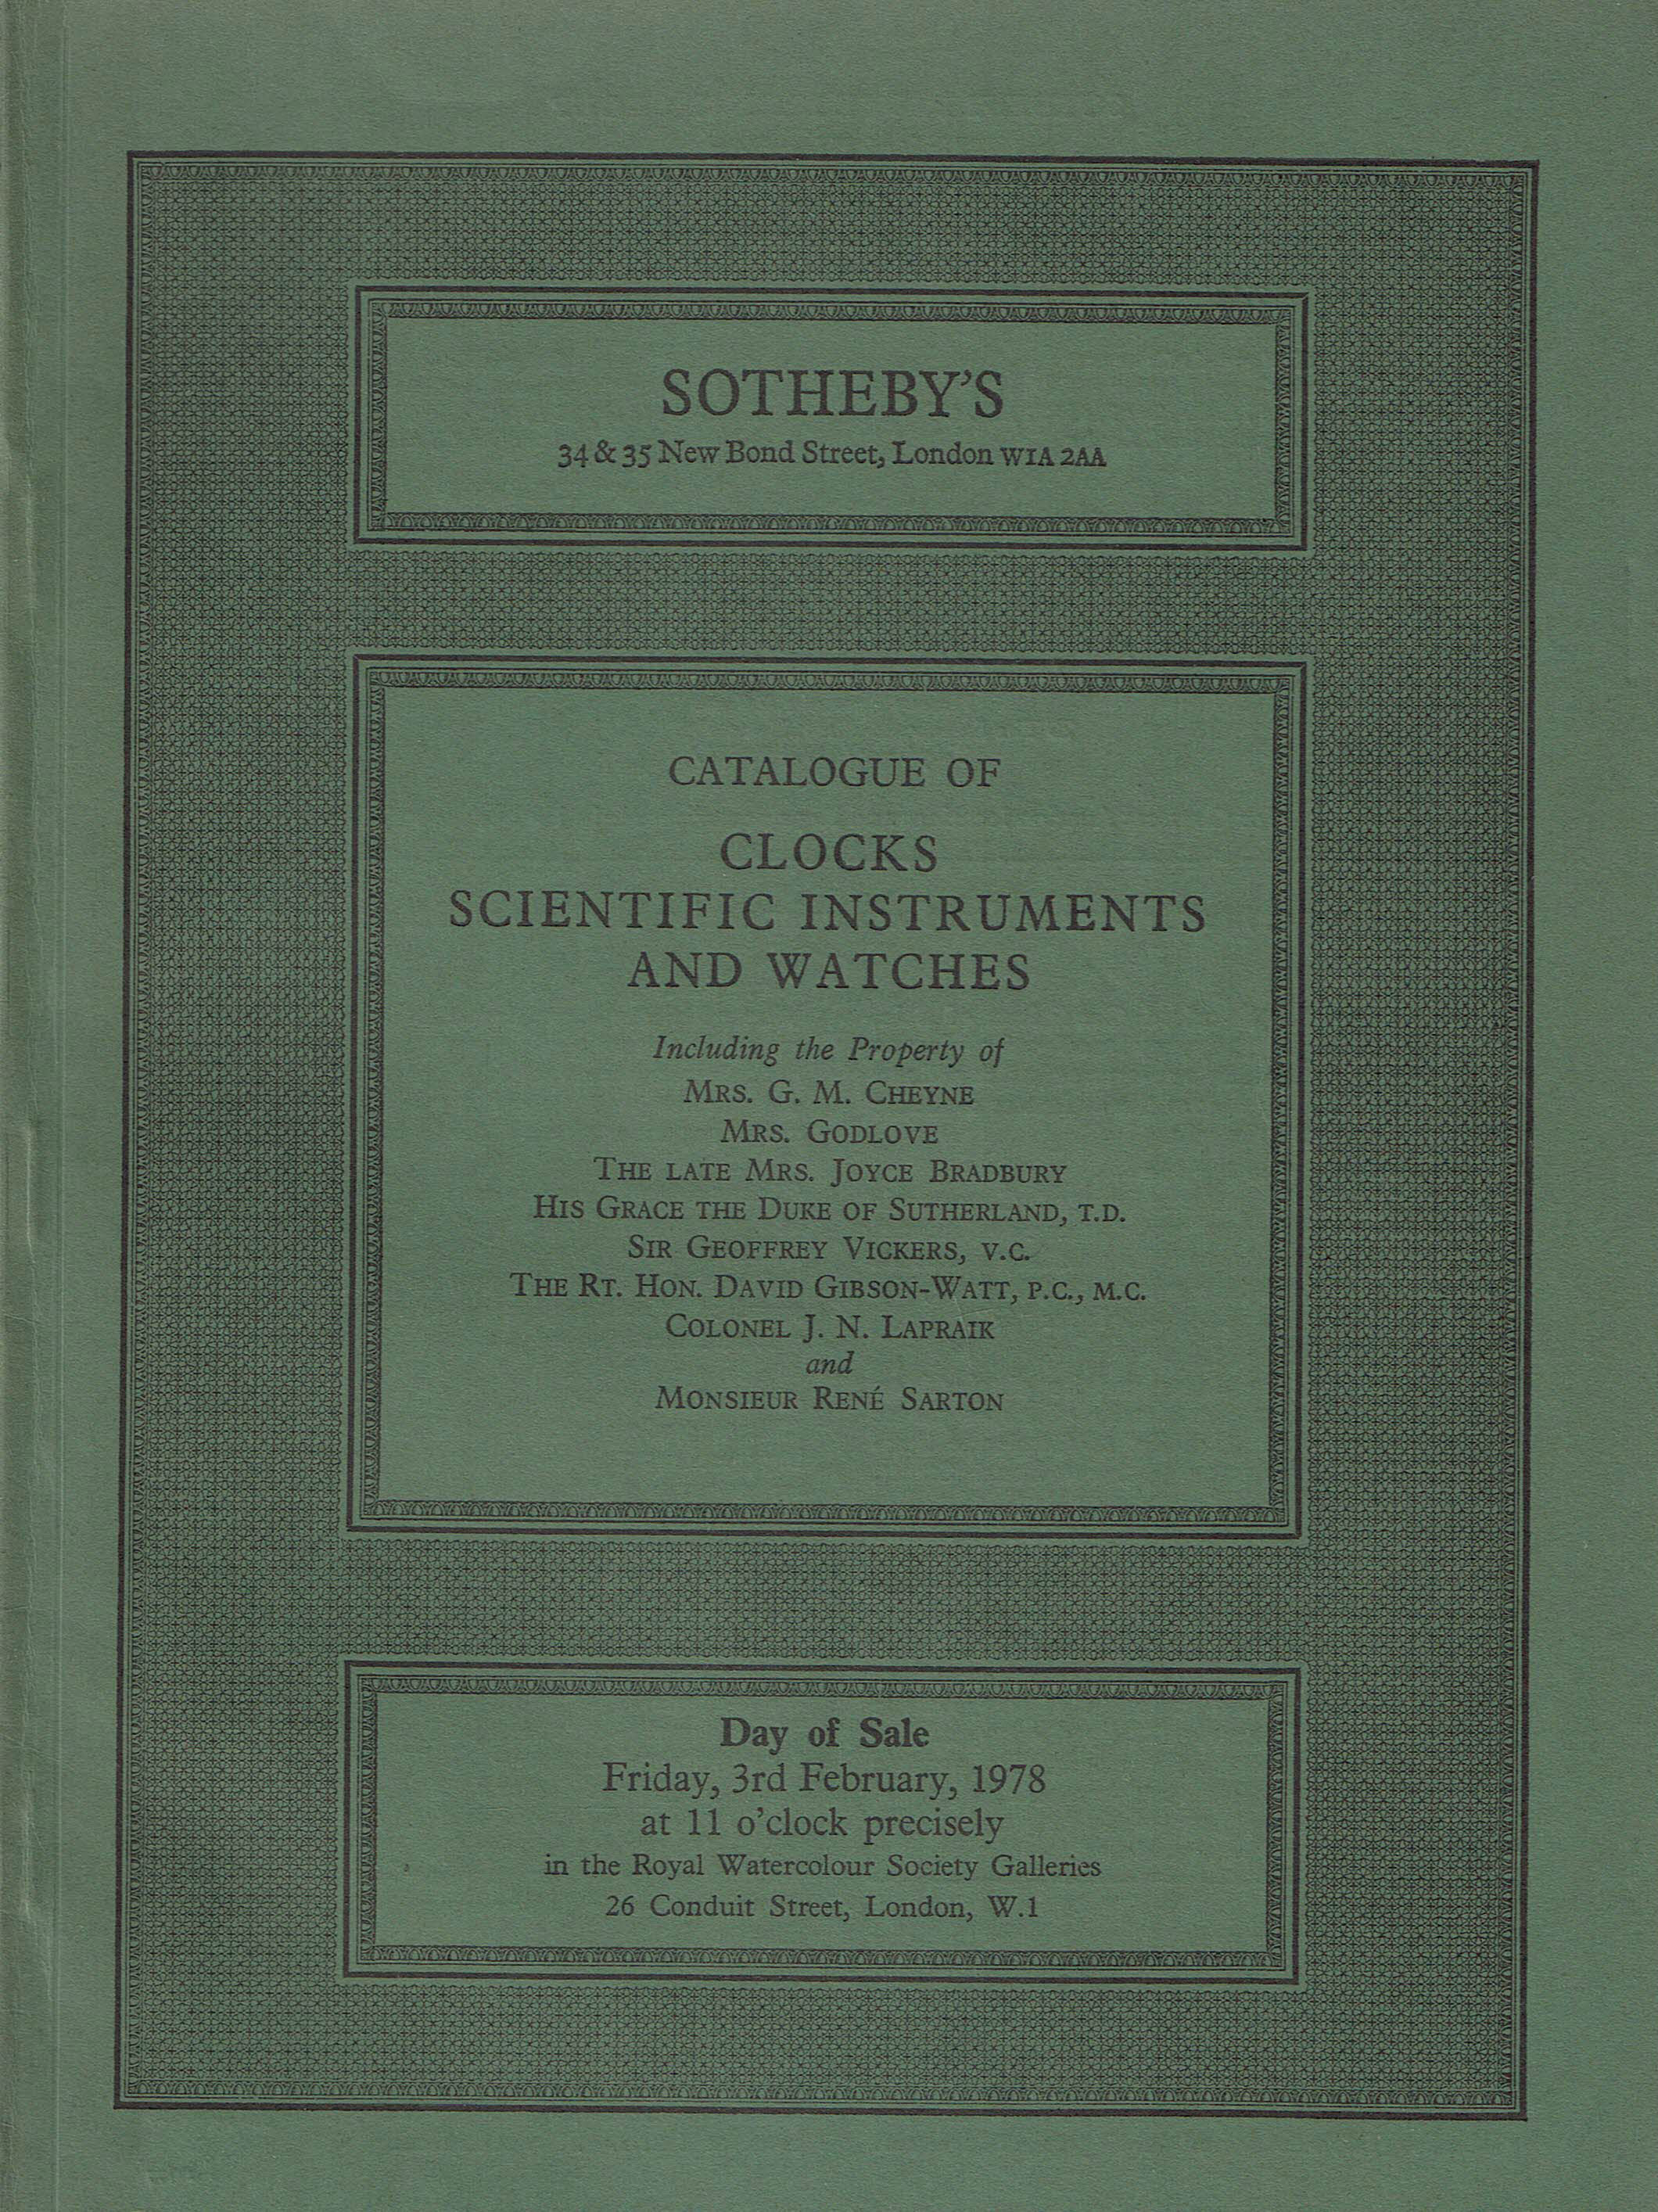 SOTHEBY'S
34 & 35 New Bond Street, London W1A 2AA
CATALOGUE OF
CLOCKS
SCIENTIFIC INSTRUMENTS
AND WATCHES
Including the Property of
MRS. G. M. CHEYNE
MRS. GODLOVE
THE LATE MRS. JOYCE BRADBURY
HIS GRACE THE DUKE OF SUTHERLAND, T.D.
SIR GEOFFREY VICKERS, V.C.
THE RT. HON. DAVID GIBSON-WATT, P.C., M.C.
COLONEL J. N. LAPRAIK
and
MONSIEUR RENÉ SARTON
Day of Sale
Friday, 3rd February, 1978
at 11 o'clock precisely
in the Royal Watercolour Society Galleries
26 Conduit Street, London, W.1